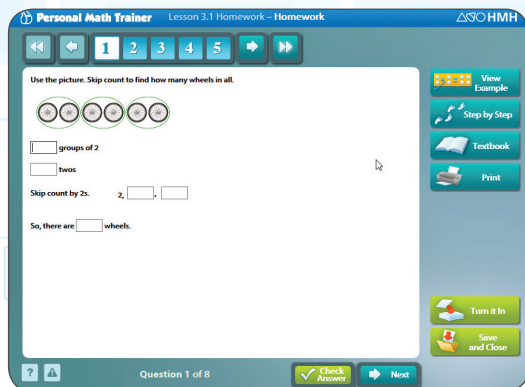 Personal Math Trainer Lesson 3.1 Homework – Homework HMH
1 2 3 4 5
Use the picture. Skip count to find how many wheels in all.
View
Example
Step by Step
groups of 2
Textbook
twos
Print
Skip count by 2s. 2, ,
So, there are wheels.
Turn it In
Save
and Close
? Question 1 of 8 Check
Answer Next